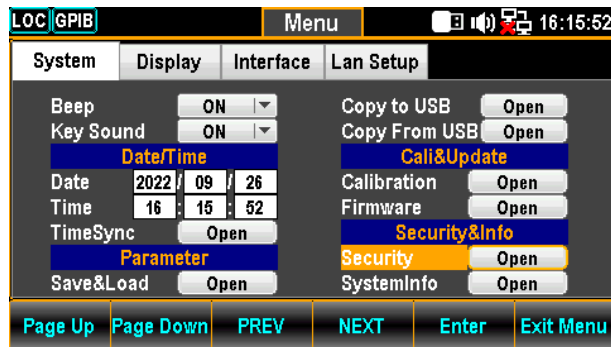 LOC GPIB Menu 16:15:52
System Display Interface Lan Setup
Beep ON Copy to USB Open
Key Sound ON Copy From USB Open
Date/Time Cali&Update
Date 2022 / 09 / 26 Calibration Open
Time 16 : 15 : 52 Firmware Open
TimeSync Open Security&Info
Parameter Security Open
Save&Load Open SystemInfo Open
Page Up Page Down PREV NEXT Enter Exit Menu